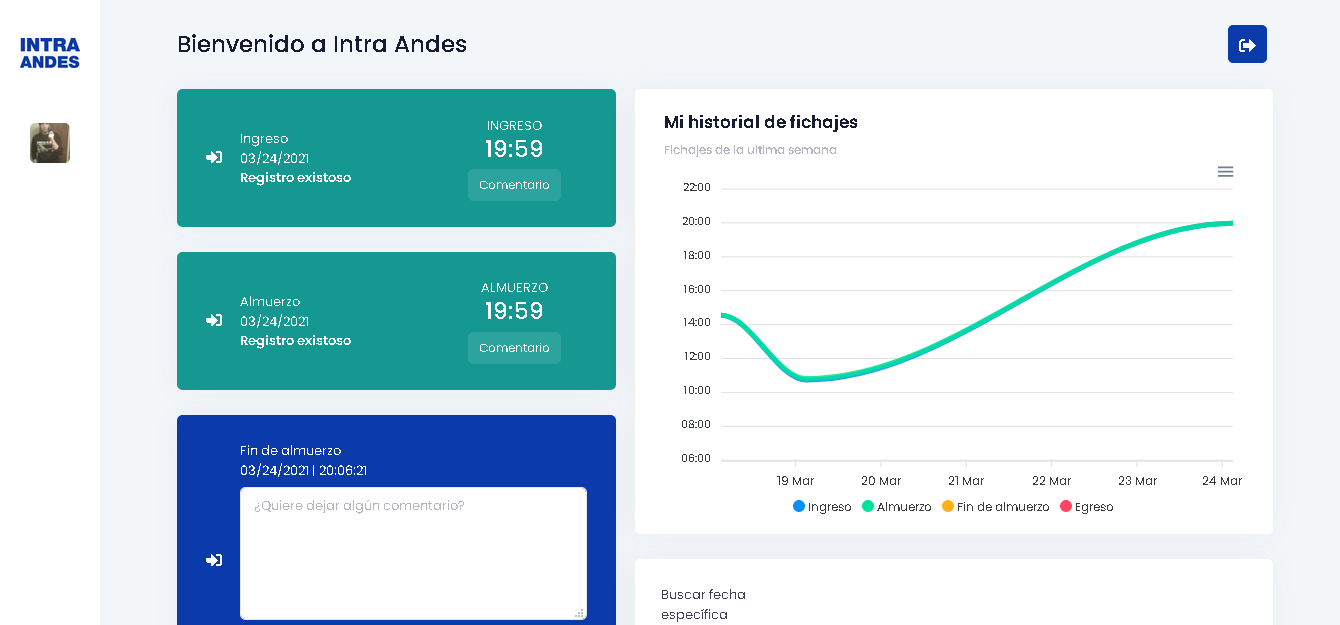 INTRA
ANDES
Bienvenido a Intra Andes
Ingreso
03/24/2021
Registro existoso
INGRESO
19:59
Comentario
Almuerzo
03/24/2021
Registro existoso
ALMUERZO
19:59
Comentario
Fin de almuerzo
03/24/2021 | 20:06:21
¿Quiere dejar algún comentario?
Mi historial de fichajes
Fichajes de la ultima semana
22:00
20:00
18:00
16:00
14:00
12:00
10:00
08:00
06:00
19 Mar 20 Mar 21 Mar 22 Mar 23 Mar 24 Mar
Ingreso Almuerzo Fin de almuerzo Egreso
Buscar fecha
específica